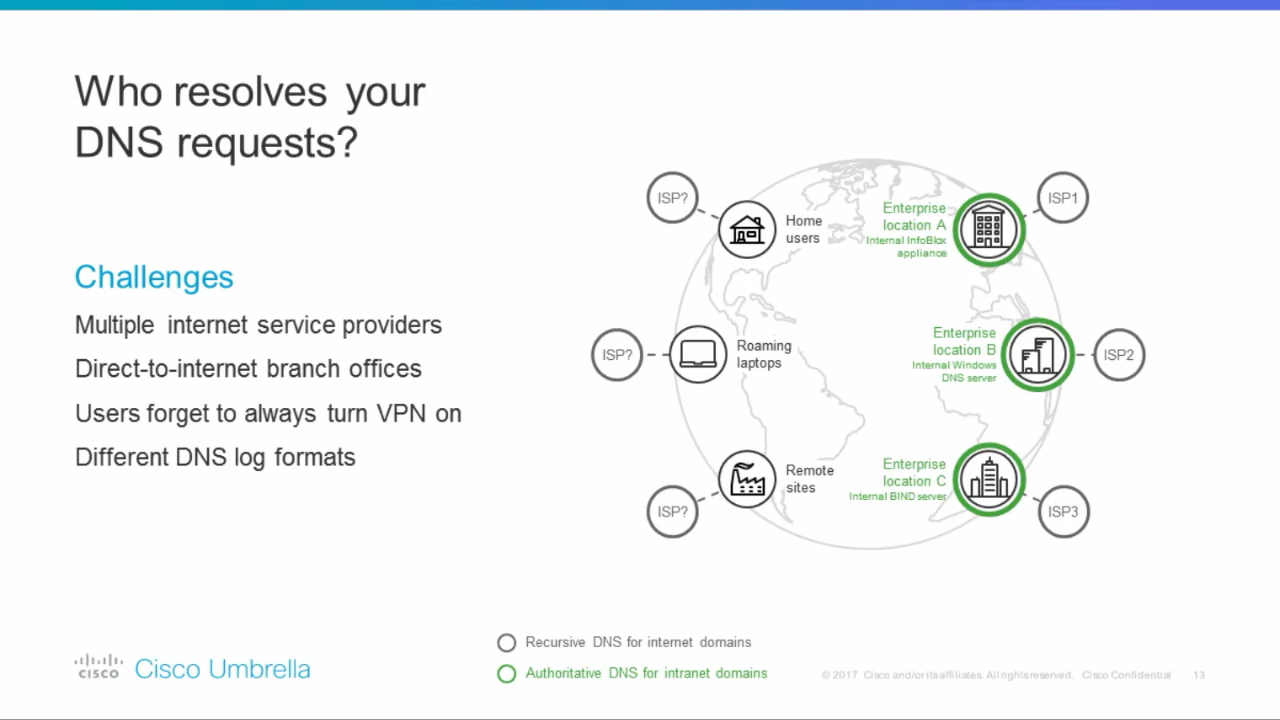 Who resolves your
DNS requests?
Challenges
Multiple internet service providers
Direct-to-internet branch offices
Users forget to always turn VPN on
Different DNS log formats
ISP?
Home
users
ISP?
Roaming
laptops
ISP?
Remote
sites
Enterprise
location A
Internal InfoBlox
appliance
ISP1
Enterprise
location B
Internal Windows
DNS server
ISP2
Enterprise
location C
Internal BIND server
ISP3
Recursive DNS for internet domains
Authoritative DNS for intranet domains
CISCO Cisco Umbrella
© 2017 Cisco and/or its affiliates. All rights reserved. Cisco Confidential 13